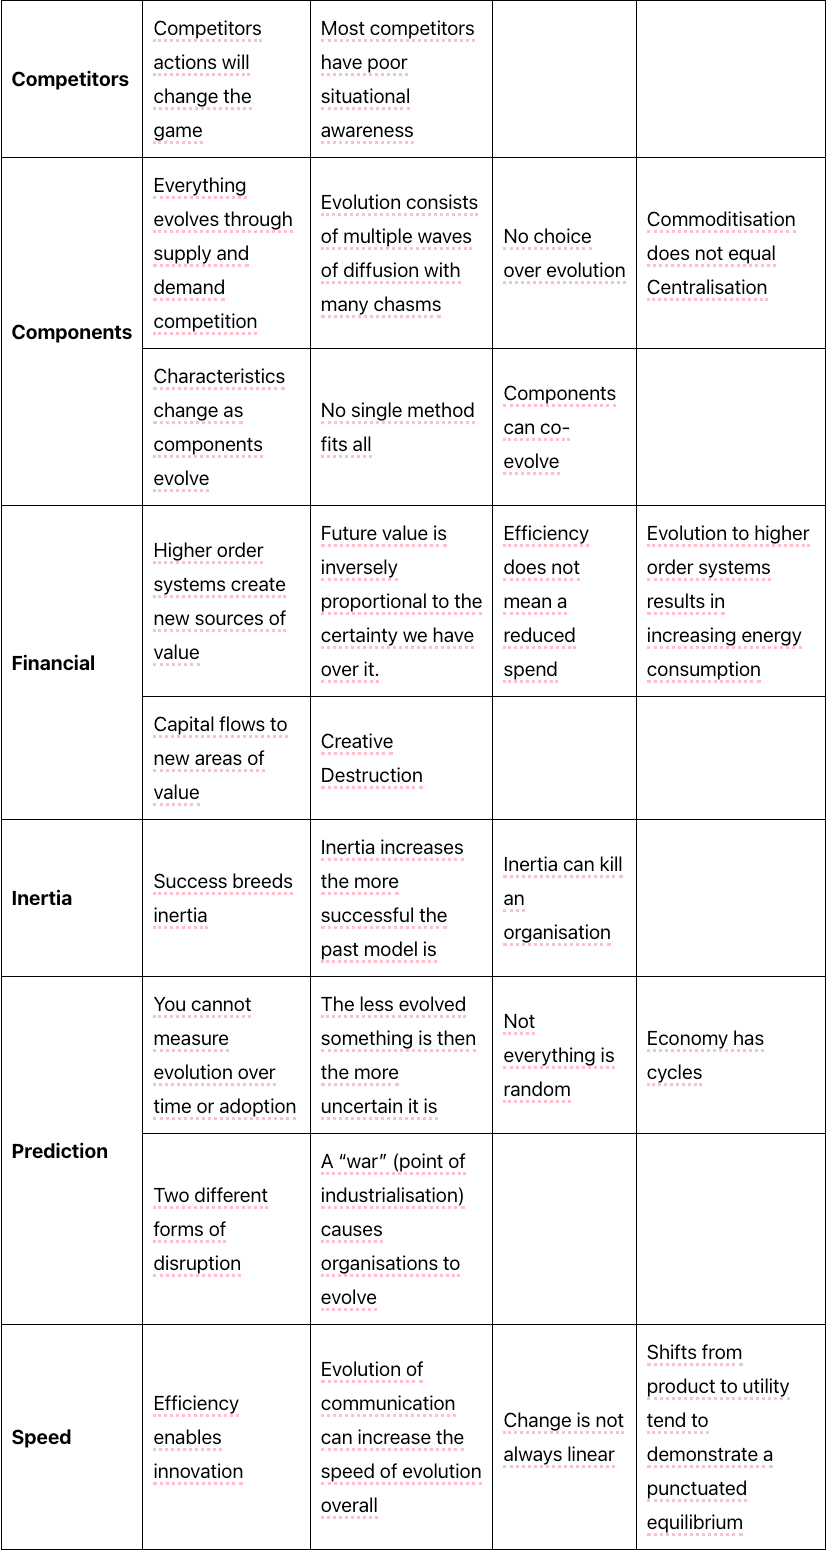 Competitors
Competitors
actions will
change the
game
Most competitors
have poor
situational
awareness
Components
Everything
evolves through
supply and
demand
competition
Evolution consists
of multiple waves
of diffusion with
many chasms
No choice
over evolution
Commoditisation
does not equal
Centralisation
Characteristics
change as
components
evolve
No single method
fits all
Components
can co-
evolve
Financial
Higher order
systems create
new sources of
value
Future value is
inversely
proportional to the
certainty we have
over it.
Efficiency
does not
mean a
reduced
spend
Evolution to higher
order systems
results in
increasing energy
consumption
Capital flows to
new areas of
value
Creative
Destruction
Inertia
Success breeds
inertia
Inertia increases
the more
successful the
past model is
Inertia can kill
an
organisation
Prediction
You cannot
measure
evolution over
time or adoption
The less evolved
something is then
the more
uncertain it is
Not
everything is
random
Economy has
cycles
Two different
forms of
disruption
A “war” (point of
industrialisation)
causes
organisations to
evolve
Speed
Efficiency
enables
innovation
Evolution of
communication
can increase the
speed of evolution
overall
Change is not
always linear
Shifts from
product to utility
tend to
demonstrate a
punctuated
equilibrium